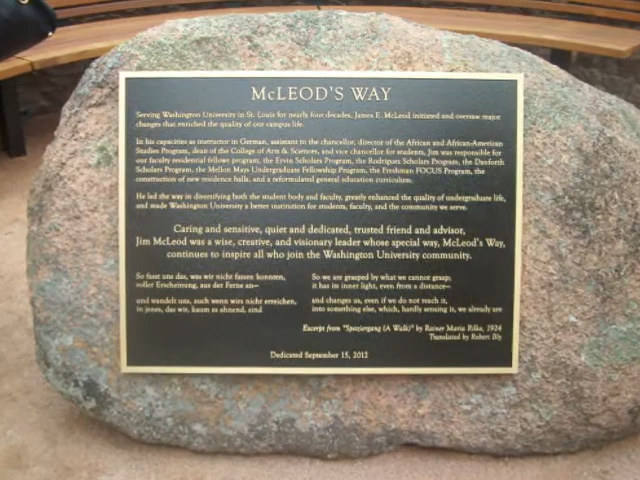 McLEOD'S WAY
Serving Washington University in St. Louis for nearly four decades, James E. McLeod initiated and oversaw major
changes that enriched the quality of our campus life.
In his capacities as instructor in German, assistant to the chancellor, director of the African and African-American
Studies Program, dean of the College of Arts & Sciences, and vice chancellor for students, Jim was responsible for
our faculty residential fellows program, the Ervin Scholars Program, the Rodriguez Scholars Program, the Danforth
Scholars Program, the Mellon Mays Undergraduate Fellowship Program, the Freshman FOCUS Program, the
construction of new residence halls, and a reformulated general education curriculum.
He led the way in diversifying both the student body and faculty, greatly enhanced the quality of undergraduate life,
and made Washington University a better institution for students, faculty, and the community we serve.
Caring and sensitive, quiet and dedicated, trusted friend and advisor,
Jim McLeod was a wise, creative, and visionary leader whose special way, McLeod's Way,
continues to inspire all who join the Washington University community.
So fasst uns das, was wir nicht fassen konnten,
voller Erscheinung, aus der Ferne an—
und wandelt uns, auch wenn wirs nicht erreichen,
in jenes, das wir, kaum es ahnend, sind
So we are grasped by what we cannot grasp;
it has its inner light, even from a distance—
and changes us, even if we do not reach it,
into something else, which, hardly sensing it, we already are
Excerpt from "Spaziergang (A Walk)" by Rainer Maria Rilke, 1924
Translated by Robert Bly
Dedicated September 15, 2012